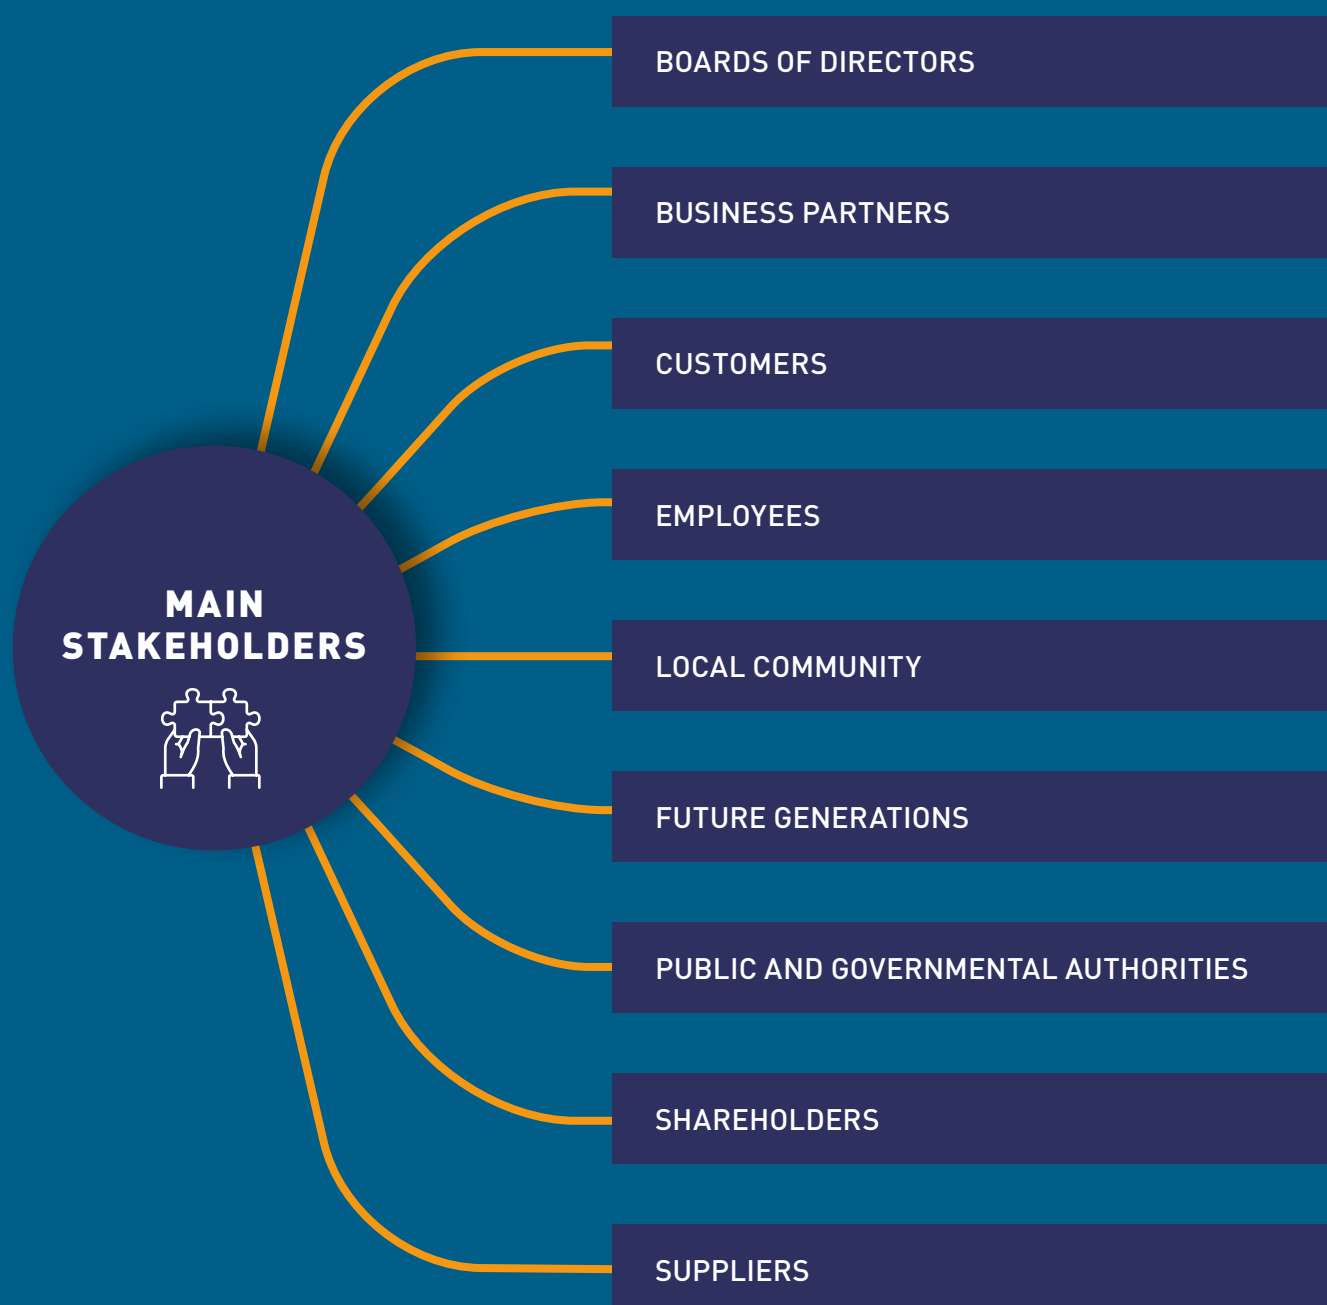 MAIN
STAKEHOLDERS
BOARDS OF DIRECTORS
BUSINESS PARTNERS
CUSTOMERS
EMPLOYEES
LOCAL COMMUNITY
FUTURE GENERATIONS
PUBLIC AND GOVERNMENTAL AUTHORITIES
SHAREHOLDERS
SUPPLIERS